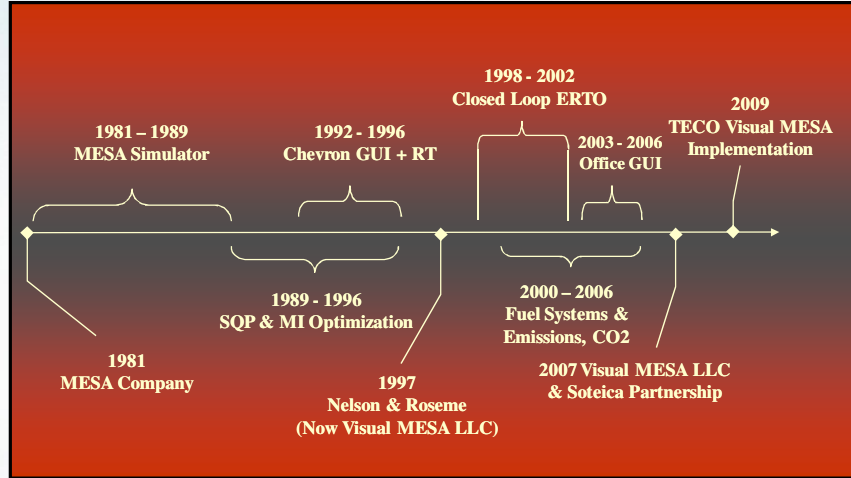 1981 – 1989
MESA Simulator
1992 - 1996
Chevron GUI + RT
1998 - 2002
Closed Loop ERTO
2003 - 2006
Office GUI
2009
TECO Visual MESA
Implementation
1981
MESA Company
1989 - 1996
SQP & MI Optimization
1997
Nelson & Roseme
(Now Visual MESA LLC)
2000 – 2006
Fuel Systems &
Emissions, CO2
2007 Visual MESA LLC
& Soteica Partnership